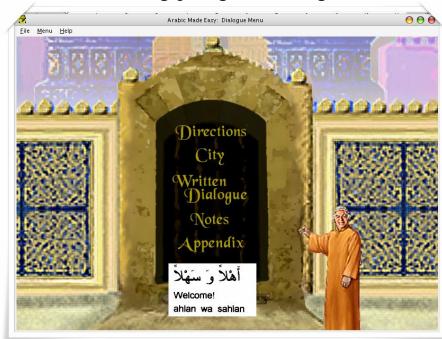 Arabic Made Easy: Dialogue Menu
File Menu Help
Directions
City
Written
Dialogue
Notes
Appendix
أَهْلاً وَ سَهْلاً
Welcome!
ahlan wa sahlan